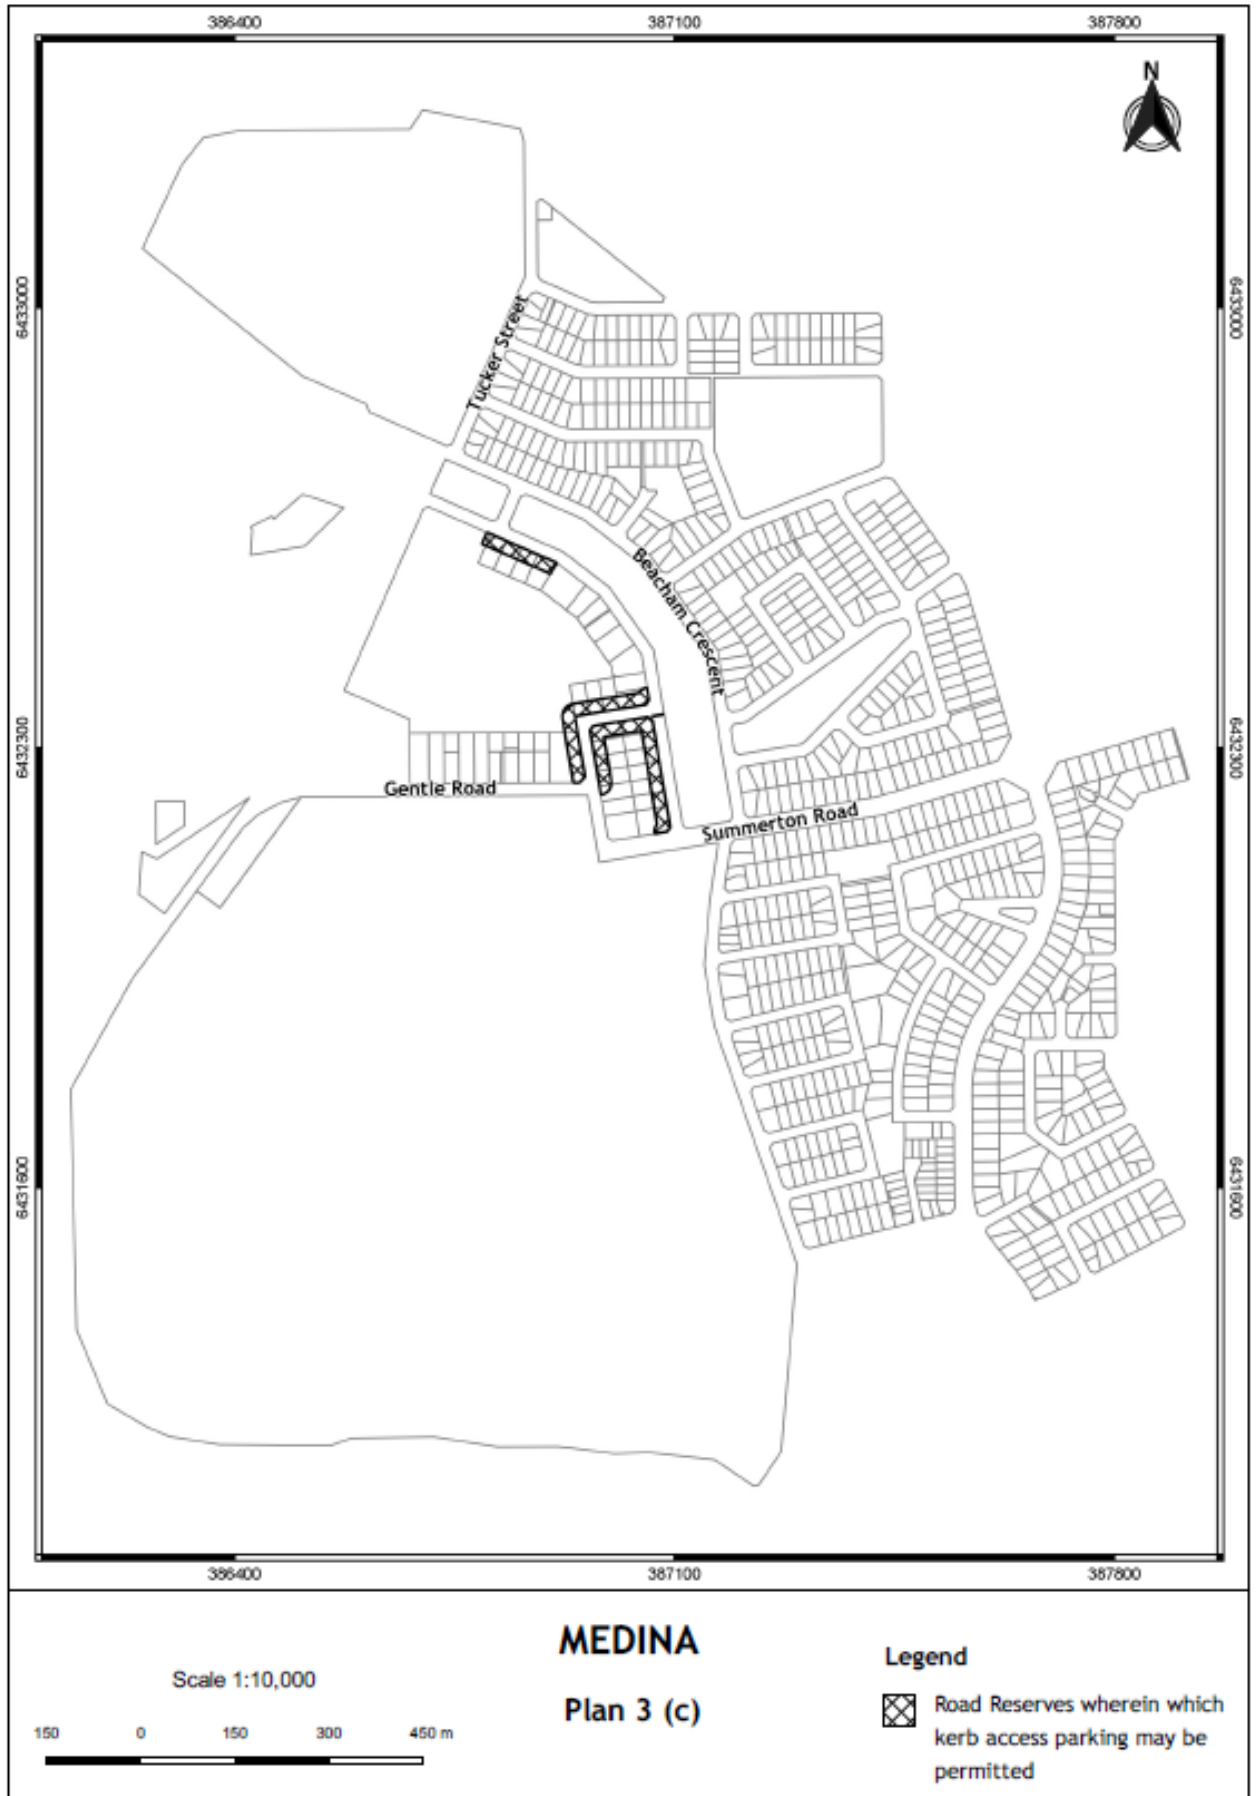 386400 387100 387800
N
6433000 6433000
Tucker Street
Beacham Crescent
6432300 6432300
Gentle Road
Summerton Road
6431600 6431600
386400 387100 387800
MEDINA
Plan 3 (c)
Scale 1:10,000
150 0 150 300 450 m
Legend
Road Reserves wherein which
kerb access parking may be
permitted